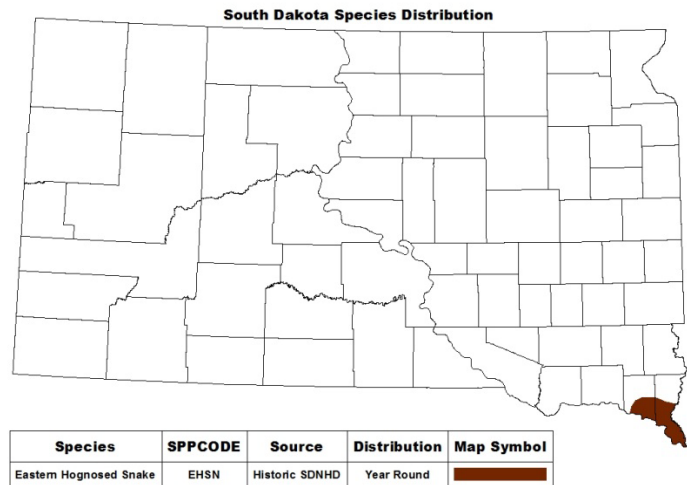 South Dakota Species Distribution
Species SPPCODE Source Distribution Map Symbol
Eastern Hognosed Snake EHSN Historic SDNHD Year Round